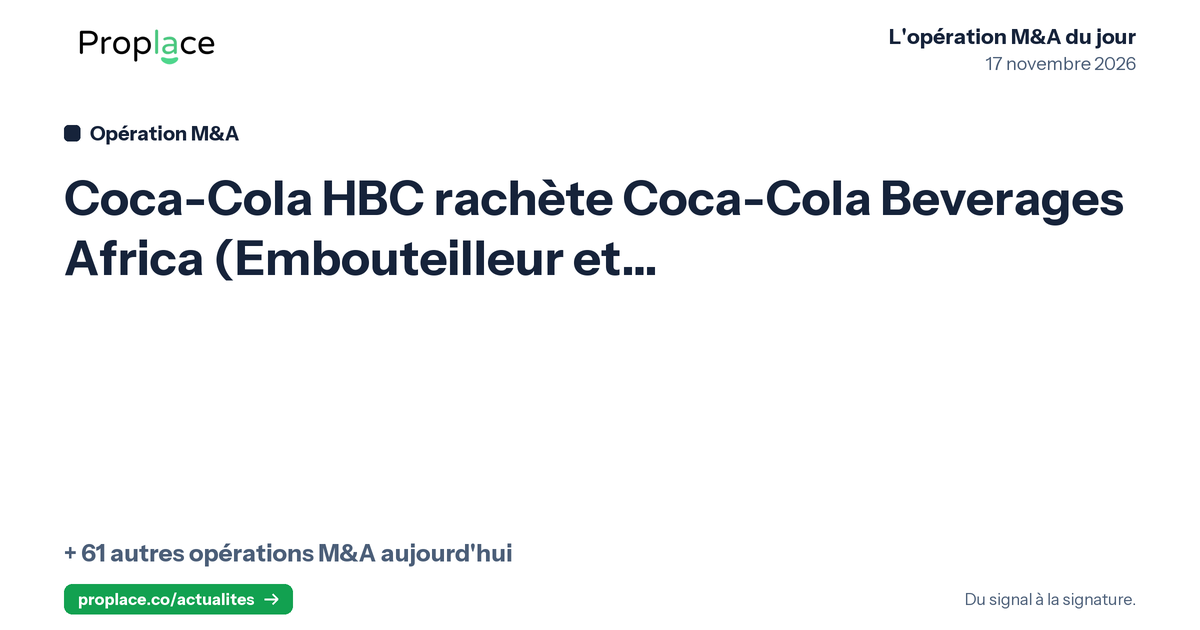 Proplace
L'opération M&A du jour
17 novembre 2026
Opération M&A
Coca-Cola HBC rachète Coca-Cola Beverages
Africa (Embouteilleur et...
+ 61 autres opérations M&A aujourd'hui
proplace.co/actualites →
Du signal à la signature.